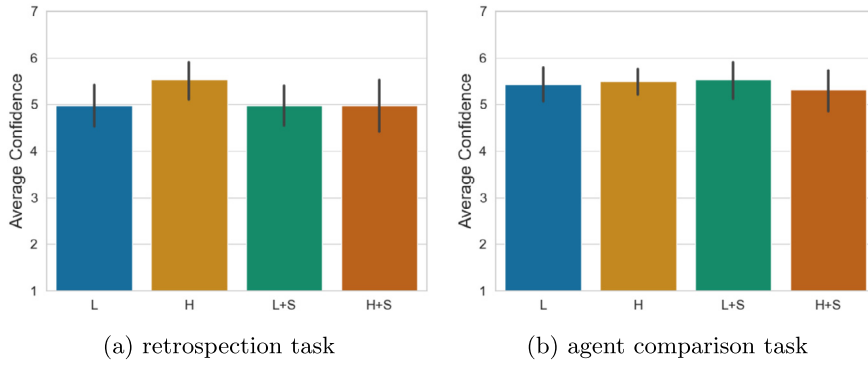 7
6
5
4
3
2
1
Average Confidence
L H L+S H+S
(a) retrospection task
7
6
5
4
3
2
1
Average Confidence
L H L+S H+S
(b) agent comparison task